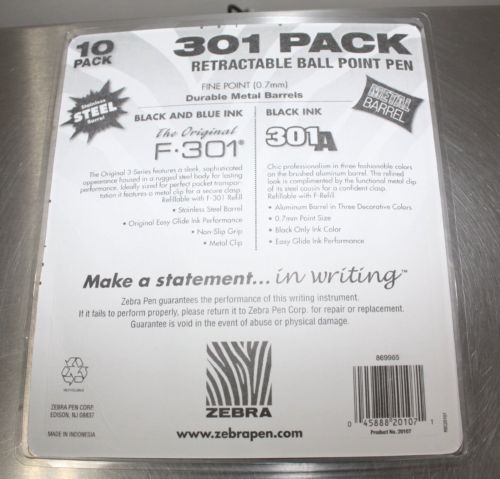 10
PACK
301 PACK
RETRACTABLE BALL POINT PEN
FINE POINT (0.7mm)
Durable Metal Barrels
Stainless
STEEL
Barrel
METAL
BARREL
BLACK AND BLUE INK
The Original
F-301®
The Original 3 Series features a sleek, sophisticated
appearance housed in a rugged steel body for lasting
performance. Ideally sized for perfect pocket transpor-
tation it features a metal clip for a secure clasp.
Refillable with F-301 Refill
• Stainless Steel Barrel
• Original Easy Glide Ink Performance
• Non-Slip Grip
• Metal Clip
BLACK INK
301A
Chic professionalism in three fashionable colors
on the brushed aluminum barrel. The refined
look is complimented by the functional metal clip
of its steel cousin for a confident clasp.
Refillable with F-Refill.
• Aluminum Barrel in Three Decorative Colors
• 0.7mm Point Size
• Black Only Ink Color
• Easy Glide Ink Performance
Make a statement... in writing™
Zebra Pen guarantees the performance of this writing instrument.
If it fails to perform properly, please return it to Zebra Pen Corp. for repair or replacement.
Guarantee is void in the event of abuse or physical damage.
ZEBRA PEN CORP.
EDISON, NJ 08837
MADE IN INDONESIA
ZEBRA
www.zebrapen.com
869965
0 45888 20107 1
Product No. 20107